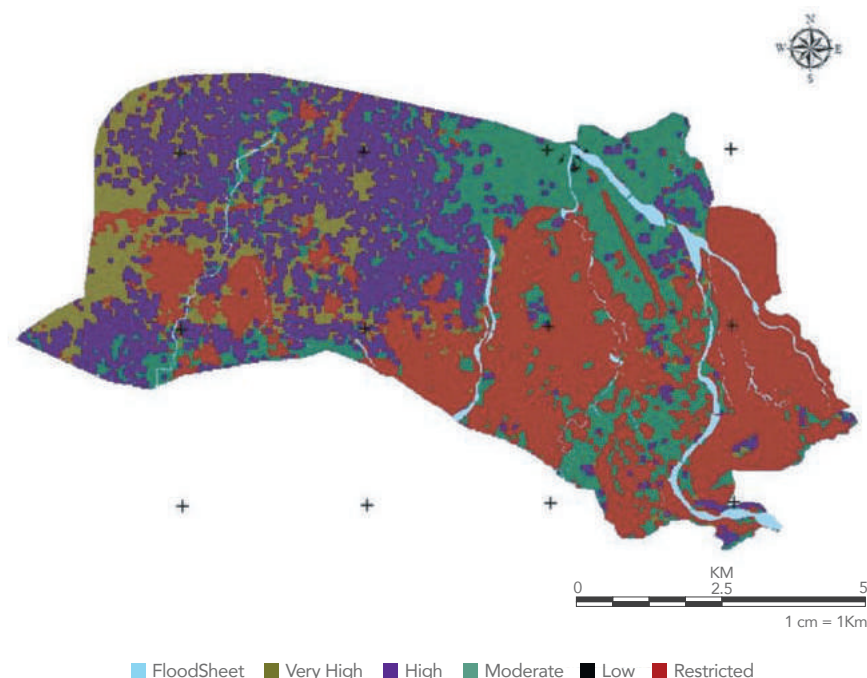 N
W E
S
KM
0 2.5 5
1 cm = 1Km
FloodSheet Very High High Moderate Low Restricted